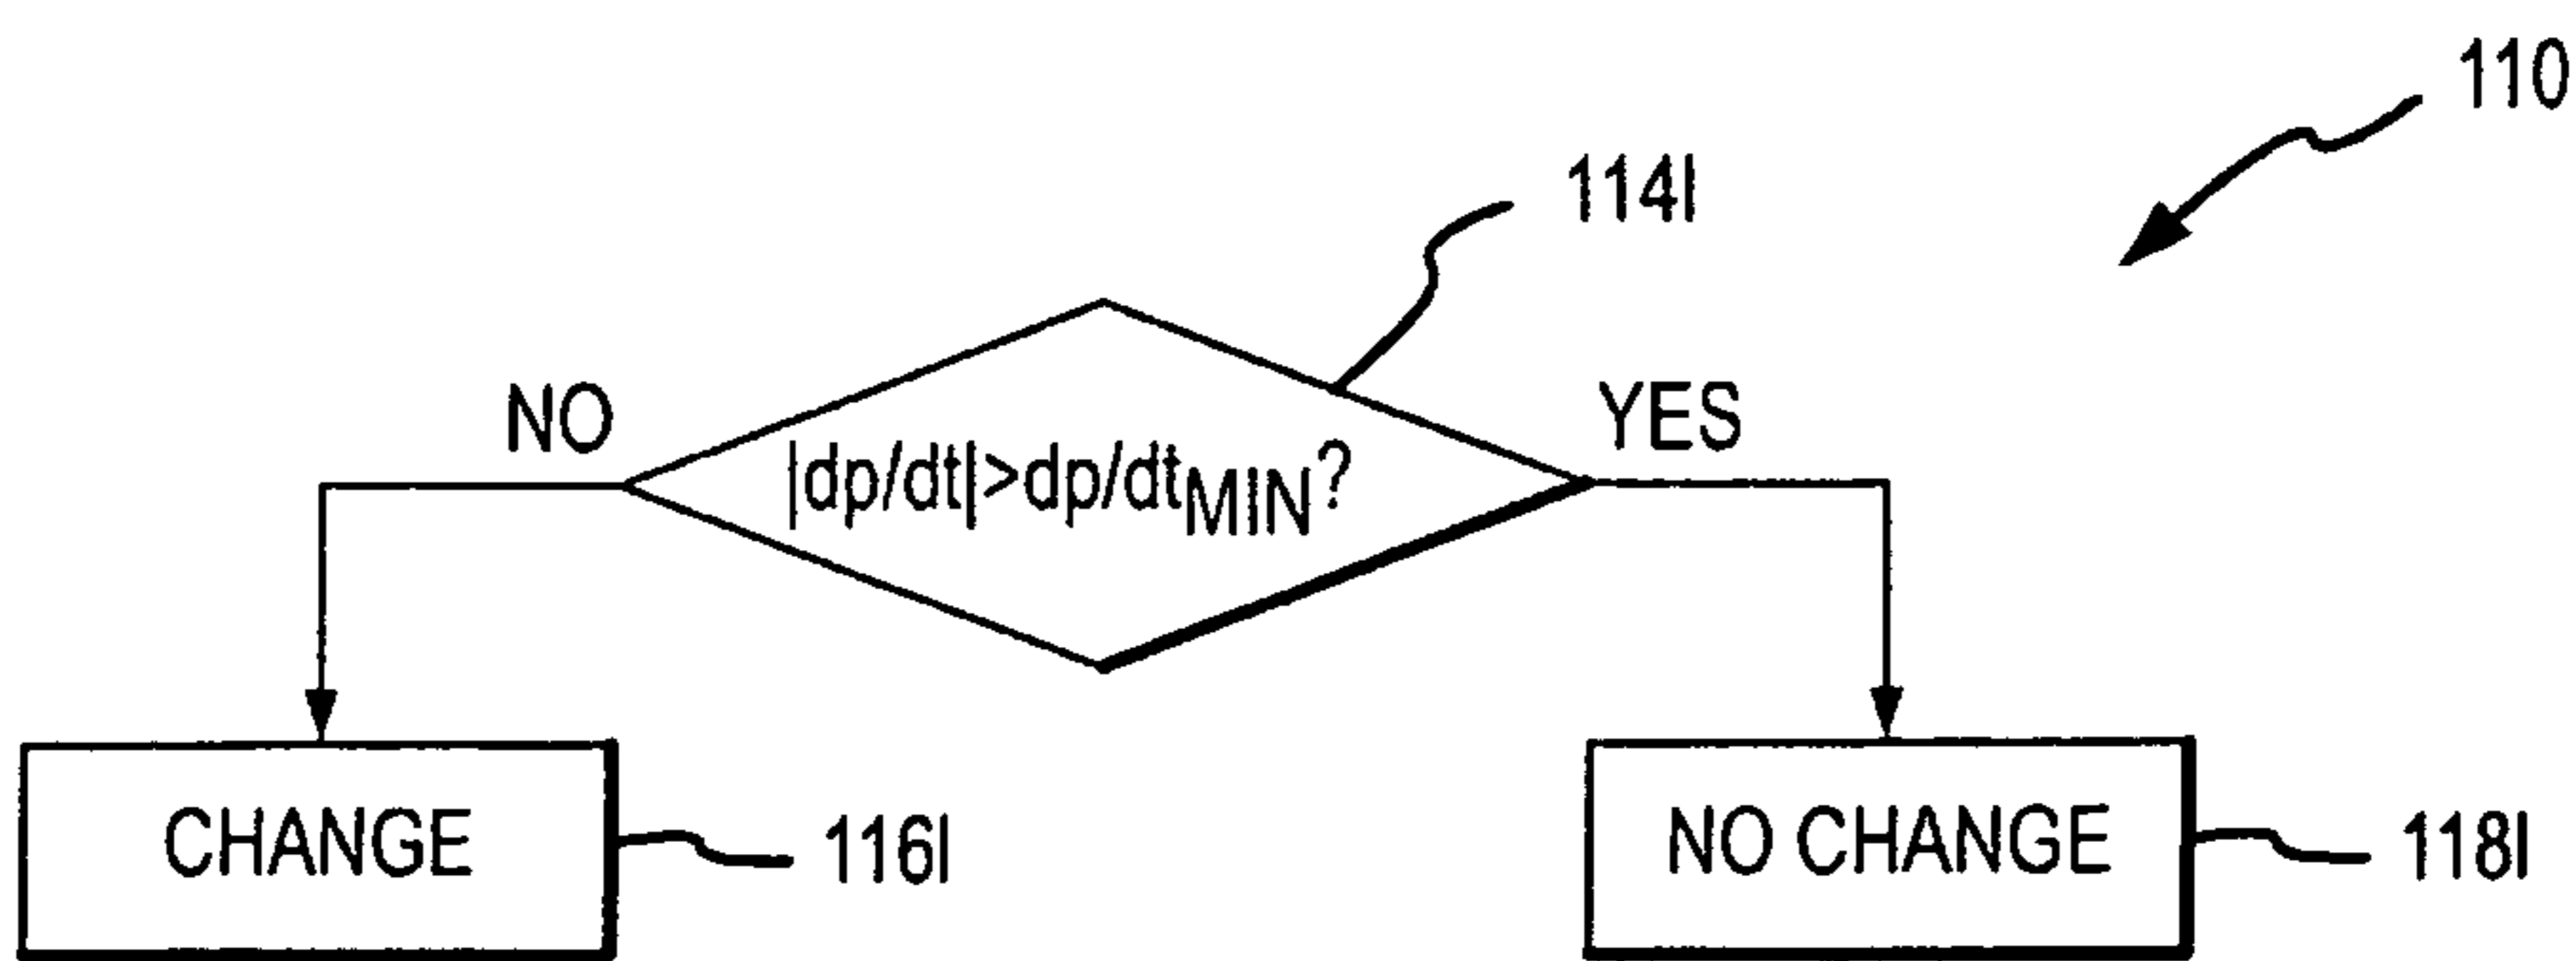 110
114I
NO
YES
|dp/dt|>dp/dtMIN?
CHANGE
116I
NO CHANGE
118I